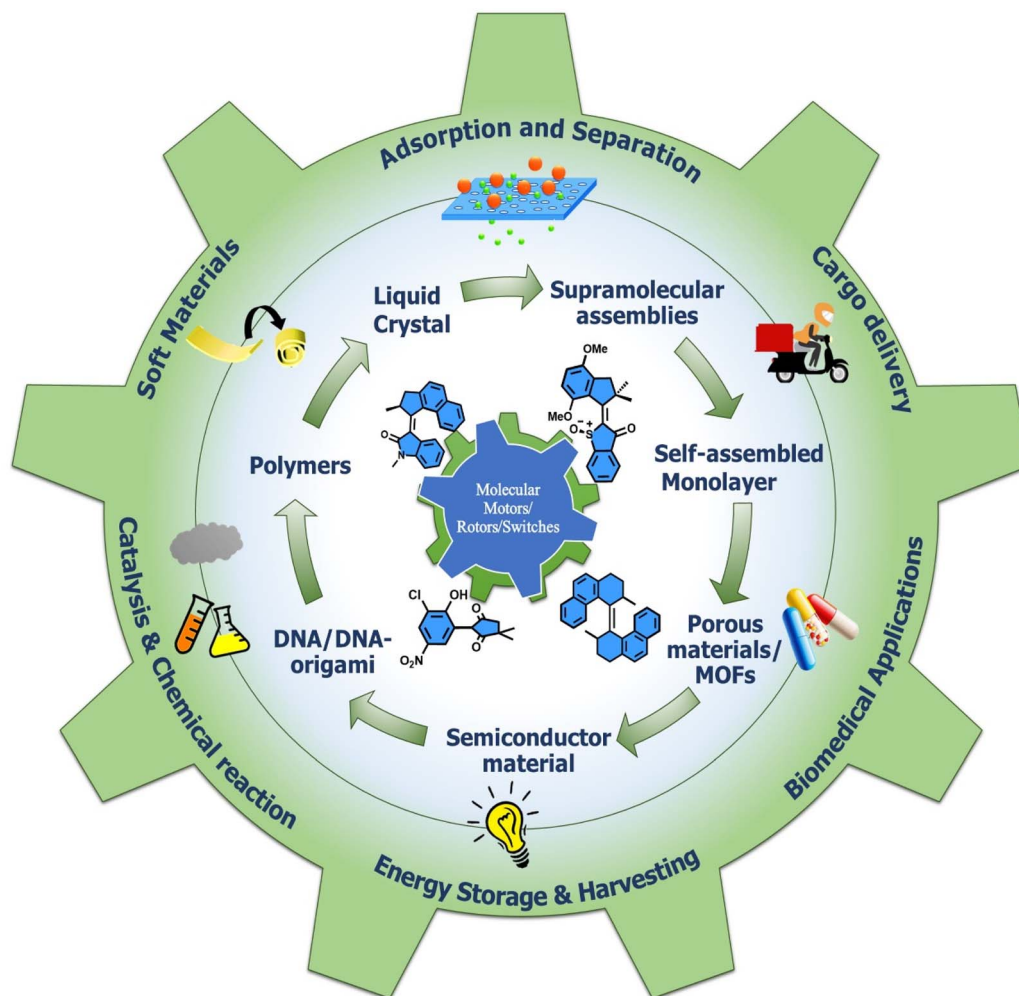 Adsorption and Separation
Cargo delivery
Biomedical Applications
Energy Storage & Harvesting
Catalysis & Chemical reaction
Soft Materials
Liquid
Crystal
Supramolecular
assemblies
Self-assembled
Monolayer
Porous
materials/
MOFs
Semiconductor
material
DNA/DNA-
origami
Polymers
Molecular
Motors/
Rotors/Switches
O
N
OMe
MeO
O
S
O
Cl
OH
O
O
NO₂